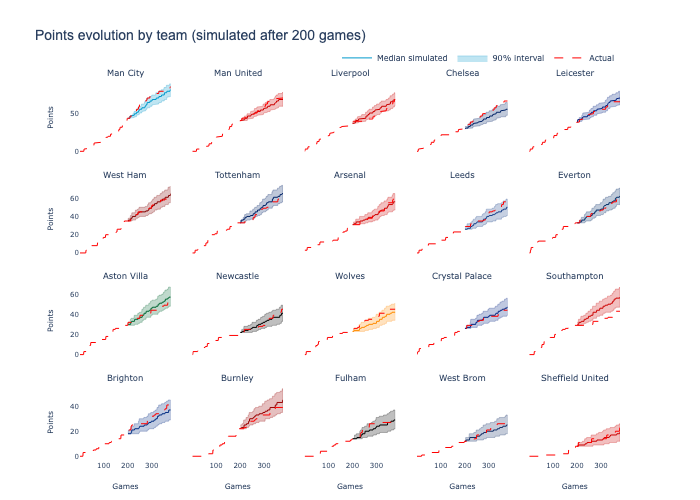 Points evolution by team (simulated after 200 games)
Median simulated 90% interval Actual
Man City Man United Liverpool Chelsea Leicester
50
0
Points
West Ham Tottenham Arsenal Leeds Everton
60
40
20
0
Points
Aston Villa Newcastle Wolves Crystal Palace Southampton
60
40
20
0
Points
Brighton Burnley Fulham West Brom Sheffield United
40
20
0
Points
100 200 300 100 200 300 100 200 300 100 200 300 100 200 300
Games Games Games Games Games